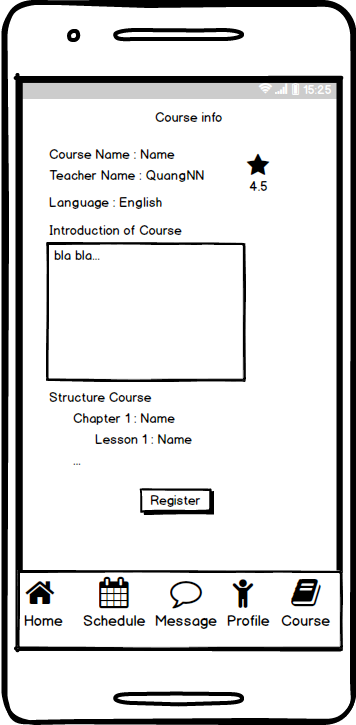 15:25
Course info
Course Name : Name
Teacher Name : QuangNN
4.5
Language : English
Introduction of Course
bla bla...
Structure Course
Chapter 1 : Name
Lesson 1 : Name
...
Register
Home Schedule Message Profile Course